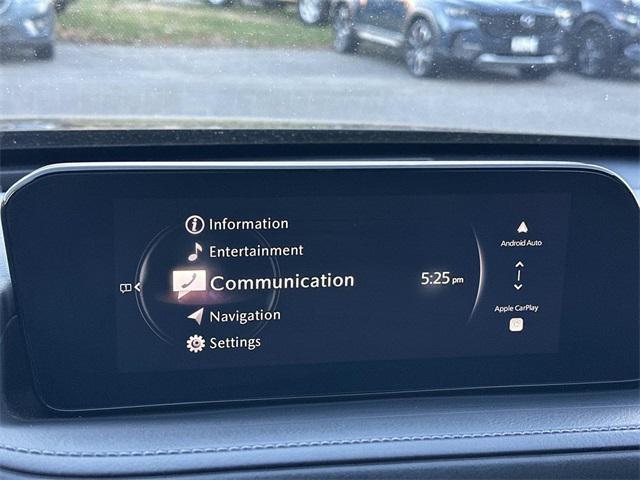 Information
Entertainment
Communication
5:25 pm
Navigation
Settings
Android Auto
Apple CarPlay